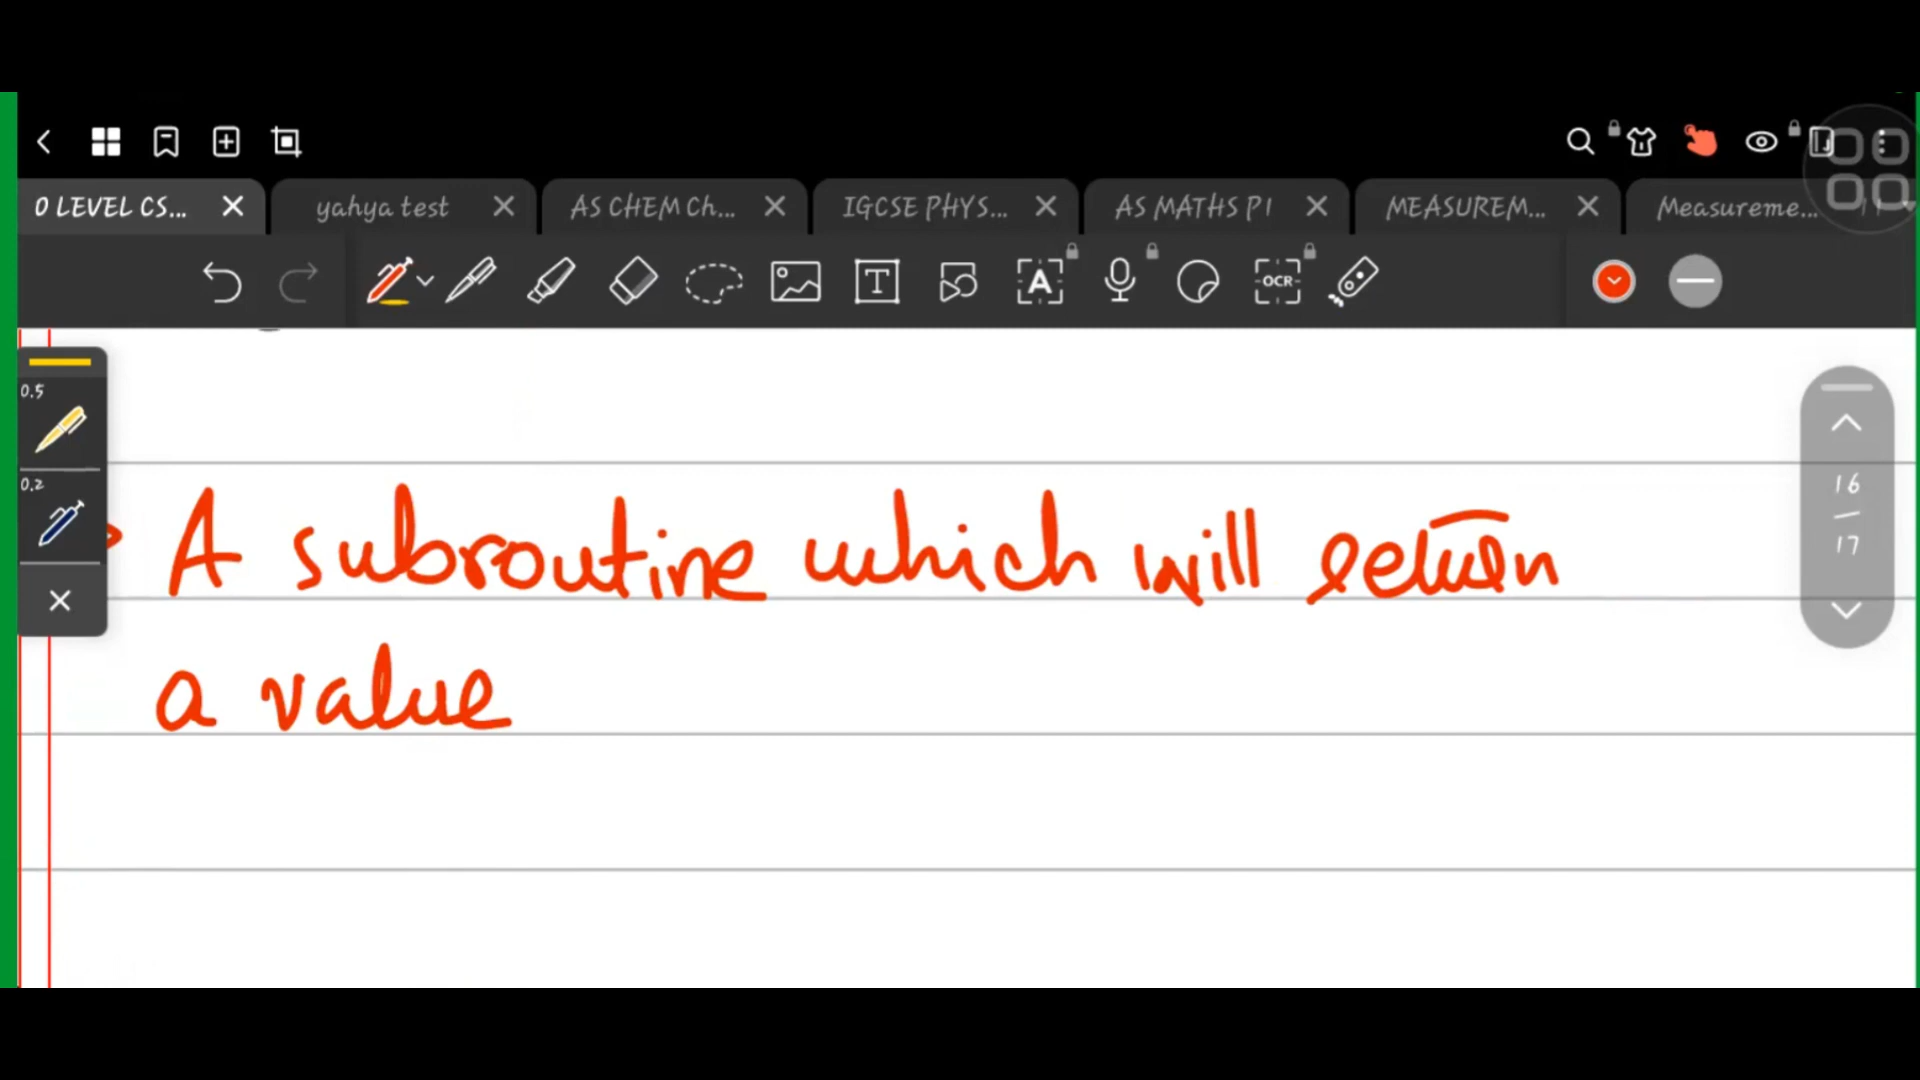 0 LEVEL CS...
yahya test
AS CHEM Ch...
IGCSE PHYS...
AS MATHS P1
MEASUREM...
Measureme...
T
A
OCR
0.5
0.2
16
17
A subroutine which will return
a value